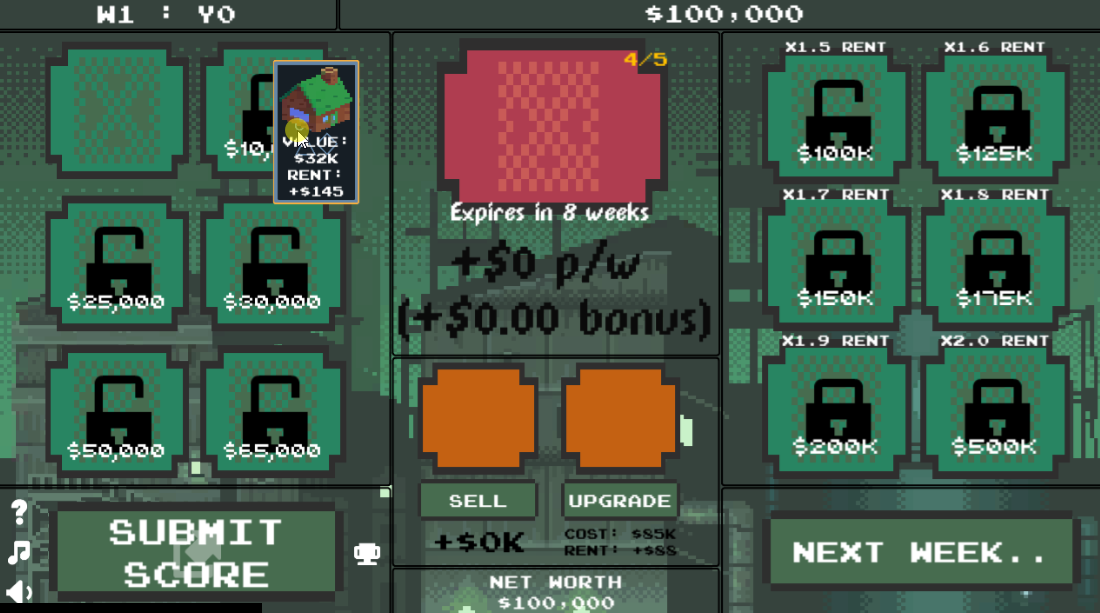 W1 : Y0
$100,000
4/5
$10,
VALUE:
$32K
RENT:
+$145
$25,000
$30,000
$50,000
$65,000
Expires in 8 weeks
+$0 p/w
(+$0.00 bonus)
SELL
UPGRADE
+$0K
COST: $85K
RENT: +$88
NET WORTH
$100,000
X1.5 RENT
X1.6 RENT
$100K
$125K
X1.7 RENT
X1.8 RENT
$150K
$175K
X1.9 RENT
X2.0 RENT
$200K
$500K
?
SUBMIT
SCORE
NEXT WEEK..